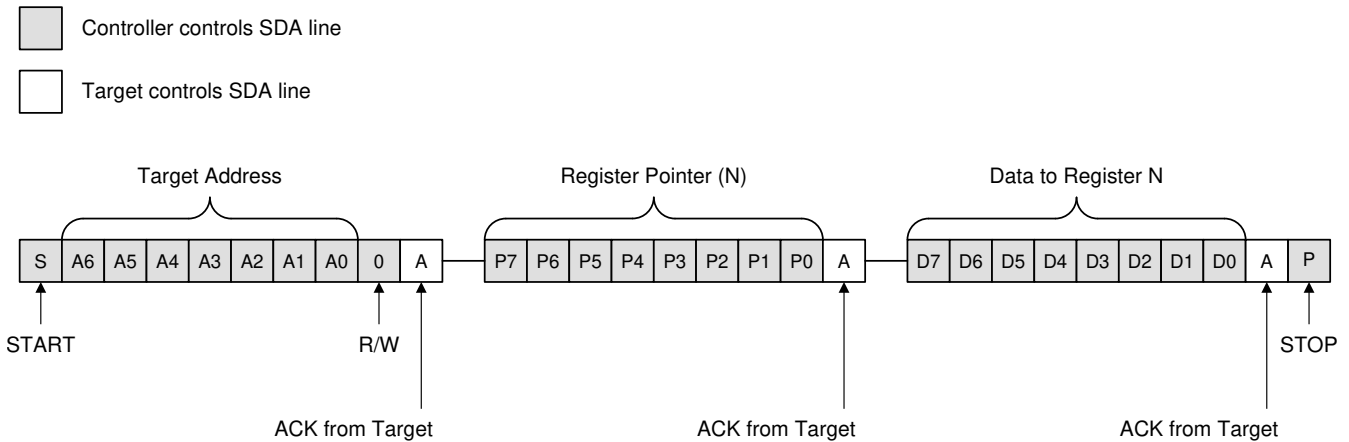 Controller controls SDA line
Target controls SDA line
Target Address
Register Pointer (N)
Data to Register N
S A6 A5 A4 A3 A2 A1 A0 0 A P7 P6 P5 P4 P3 P2 P1 P0 A D7 D6 D5 D4 D3 D2 D1 D0 A P
START
R/W
STOP
ACK from Target
ACK from Target
ACK from Target